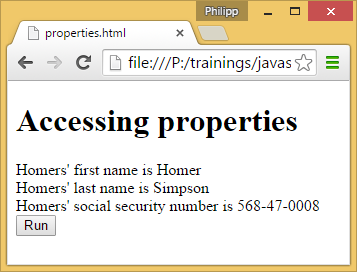 Philipp
properties.html
file:///P:/trainings/javas
Accessing properties
Homers' first name is Homer
Homers' last name is Simpson
Homers' social security number is 568-47-0008
Run